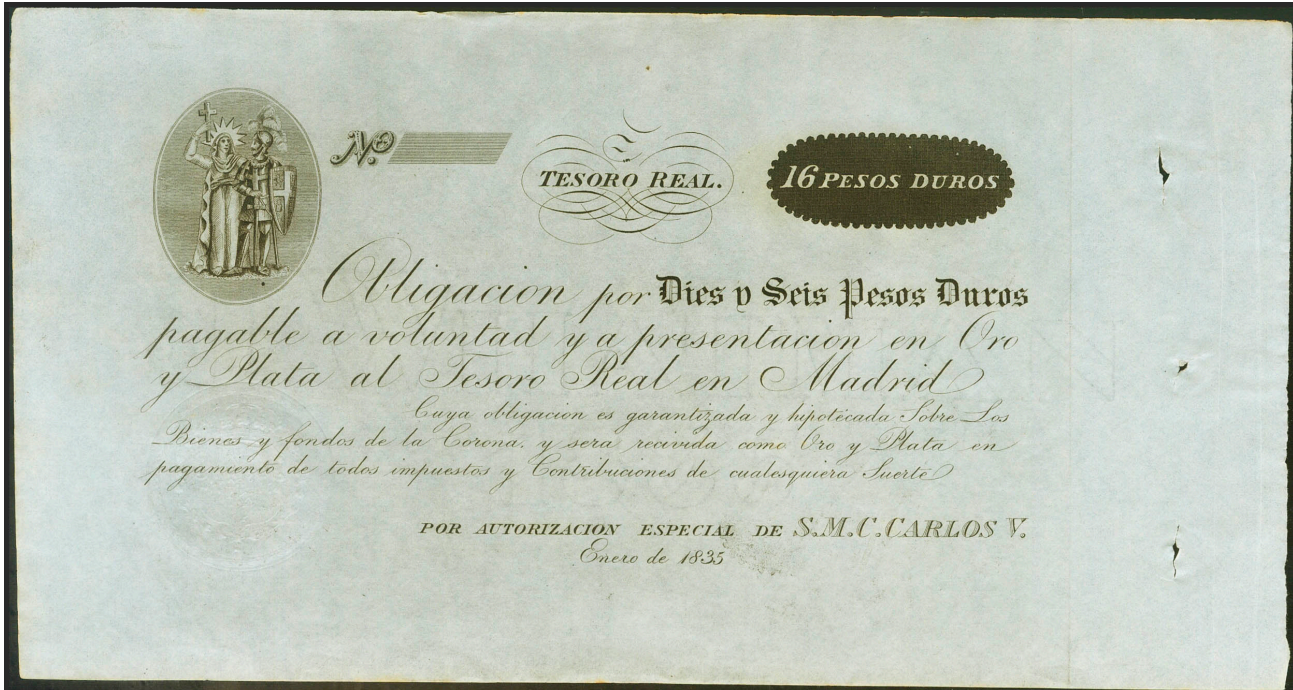 Nº
TESORO REAL.
16 PESOS DUROS
Obligacion por Dies y Seis Pesos Duros
pagable a voluntad y a presentacion en Oro
y Plata al Tesoro Real en Madrid
Cuya obligacion es garantizada y hipotecada Sobre Los
Bienes y fondos de la Corona, y sera recivida como Oro y Plata en
pagamiento de todos impuestos y Contribuciones de cualesquiera Suerte
POR AUTORIZACION ESPECIAL DE S.M.C. CARLOS V.
Enero de 1835